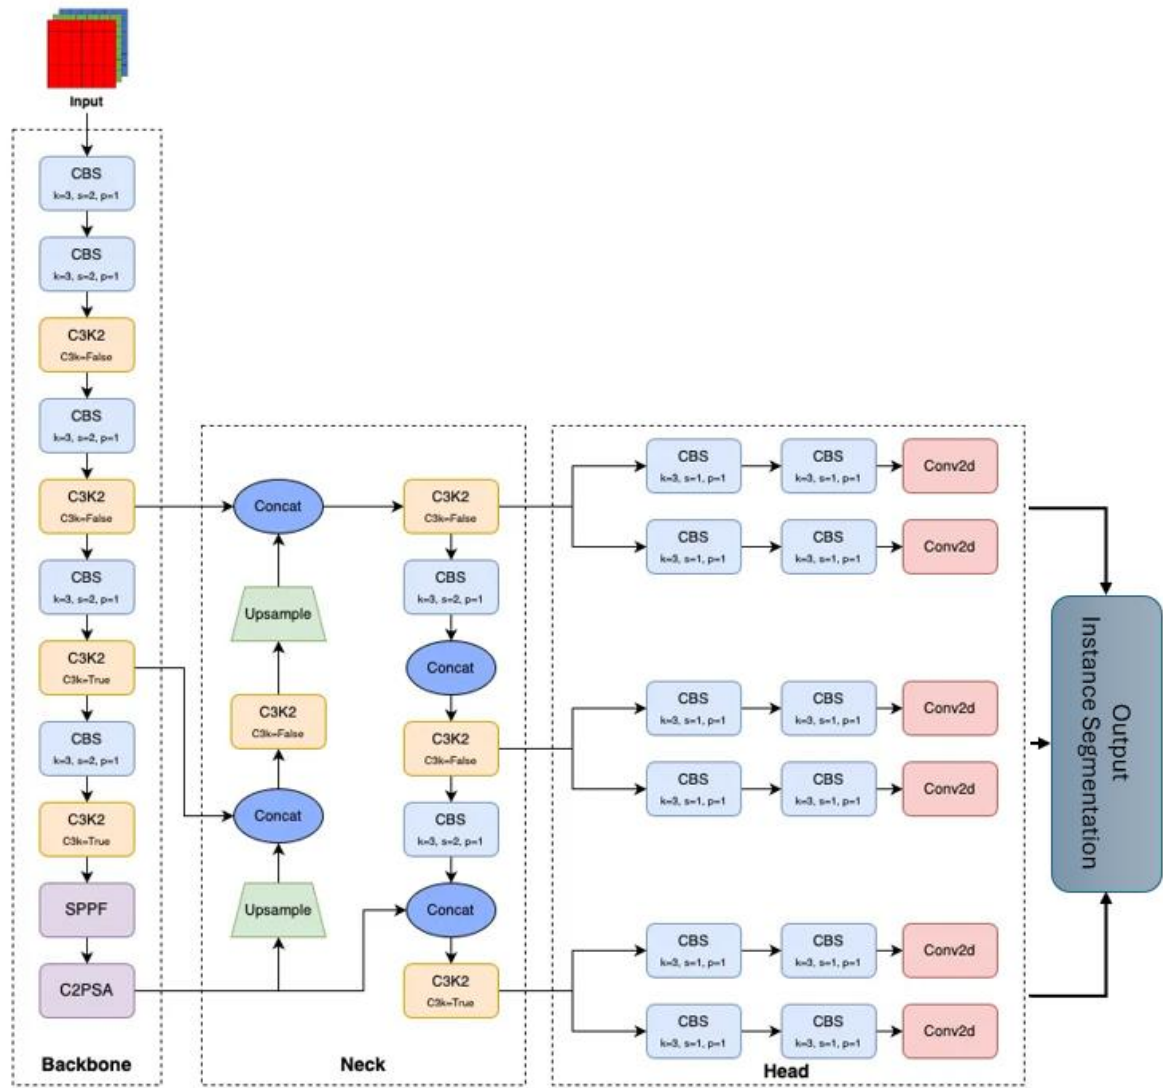 Input
CBS
k=3, s=2, p=1
CBS
k=3, s=2, p=1
C3K2
C3k=False
CBS
k=3, s=2, p=1
C3K2
C3k=False
CBS
k=3, s=2, p=1
C3K2
C3k=True
CBS
k=3, s=2, p=1
C3K2
C3k=True
SPPF
C2PSA
Backbone
Concat
Upsample
C3K2
C3k=False
Concat
Upsample
C3K2
C3k=False
CBS
k=3, s=2, p=1
Concat
C3K2
C3k=False
CBS
k=3, s=2, p=1
Concat
C3K2
C3k=True
Neck
CBS
k=3, s=1, p=1
CBS
k=3, s=1, p=1
Conv2d
CBS
k=3, s=1, p=1
CBS
k=3, s=1, p=1
Conv2d
CBS
k=3, s=1, p=1
CBS
k=3, s=1, p=1
Conv2d
CBS
k=3, s=1, p=1
CBS
k=3, s=1, p=1
Conv2d
CBS
k=3, s=1, p=1
CBS
k=3, s=1, p=1
Conv2d
CBS
k=3, s=1, p=1
CBS
k=3, s=1, p=1
Conv2d
Head
Output
Instance Segmentation